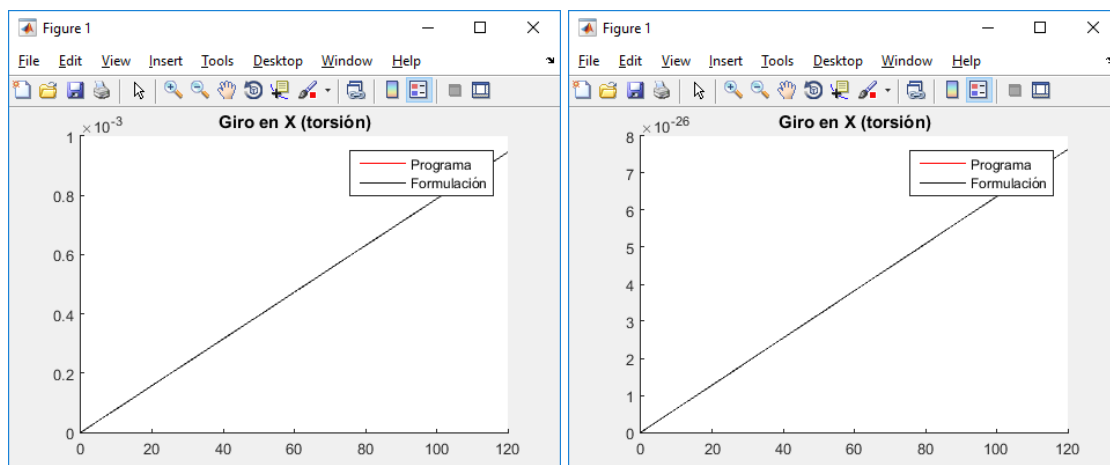 Figure 1
File Edit View Insert Tools Desktop Window Help
×10^-3
Giro en X (torsión)
1
Programa
Formulación
0.8
0.6
0.4
0.2
0
0 20 40 60 80 100 120
Figure 1
File Edit View Insert Tools Desktop Window Help
×10^-26
Giro en X (torsión)
8
Programa
Formulación
7
6
5
4
3
2
1
0
0 20 40 60 80 100 120